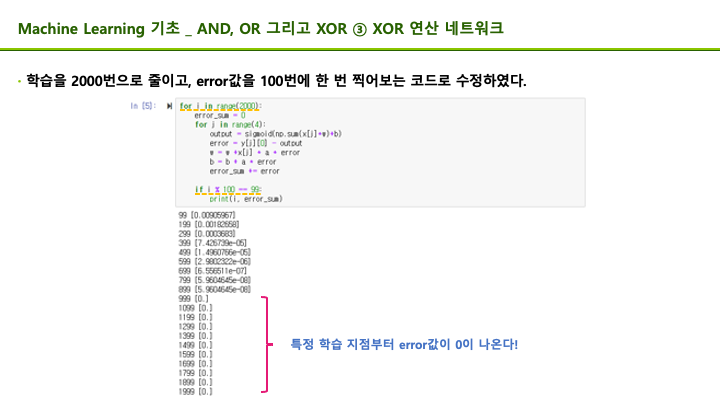 Machine Learning 기초 _ AND, OR 그리고 XOR ③ XOR 연산 네트워크
· 학습을 2000번으로 줄이고, error값을 100번에 한 번 찍어보는 코드로 수정하였다.
In [5]:
for i in range(2000):
error_sum = 0
for j in range(4):
output = sigmoid(np.sum(x[j]*w)+b)
error = y[j][0] - output
w = w +x[j] * a * error
b = b + a * error
error_sum += error
if i % 100 == 99:
print(i, error_sum)
99 [0.00905967]
199 [0.00182558]
299 [0.0003683]
399 [7.426739e-05]
499 [1.4960766e-05]
599 [2.9802322e-06]
699 [6.556511e-07]
799 [5.9604645e-08]
899 [5.9604645e-08]
999 [0.]
1099 [0.]
1199 [0.]
1299 [0.]
1399 [0.]
1499 [0.]
1599 [0.]
1699 [0.]
1799 [0.]
1899 [0.]
1999 [0.]
특정 학습 지점부터 error값이 0이 나온다!